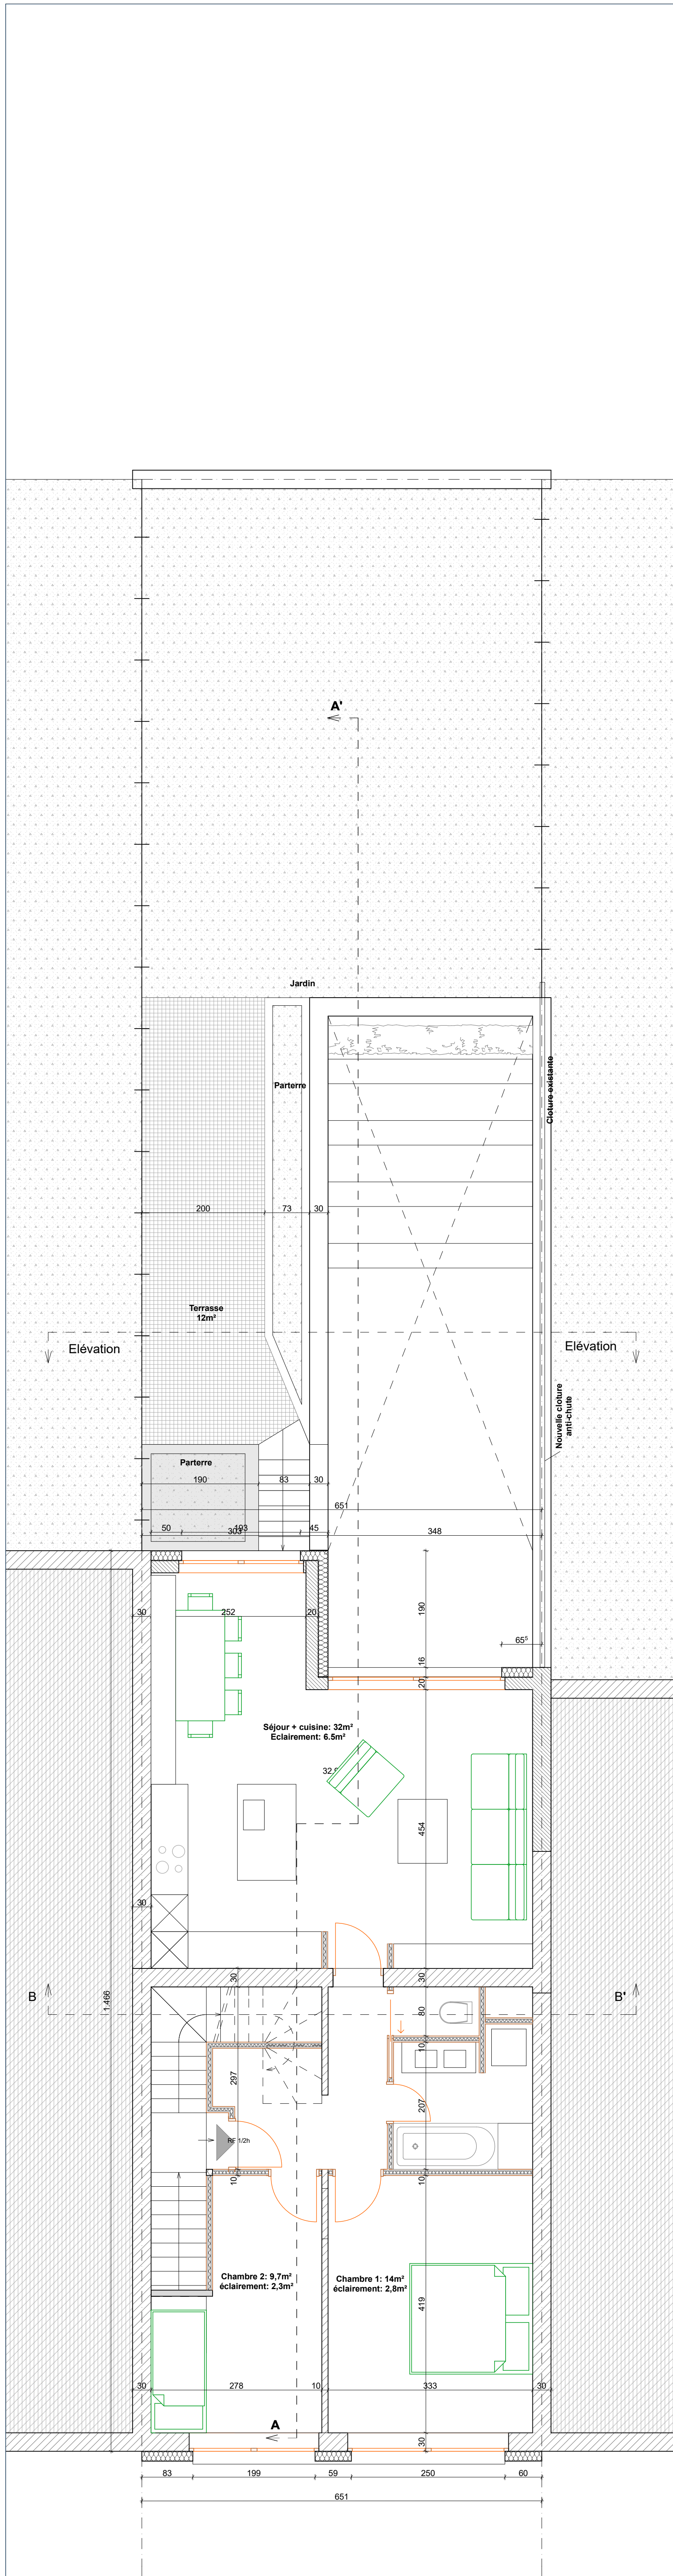 A'
Jardin
Cloture existante
Parterre
200
73
30
Terrasse
12m²
Elévation
Elévation
Nouvelle cloture
anti-chute
Parterre
190
83
30
651
50
193
45
303
348
30
252
20
190
65⁵
16
20
Séjour + cuisine: 32m²
Eclairement: 6.5m²
454
30
30
30
B
B'
1.466
80
10
297
207
RF 1/2h
10
10
Chambre 2: 9,7m²
éclairement: 2,3m²
Chambre 1: 14m²
éclairement: 2,8m²
419
30
278
10
333
30
A
30
83
199
59
250
60
651